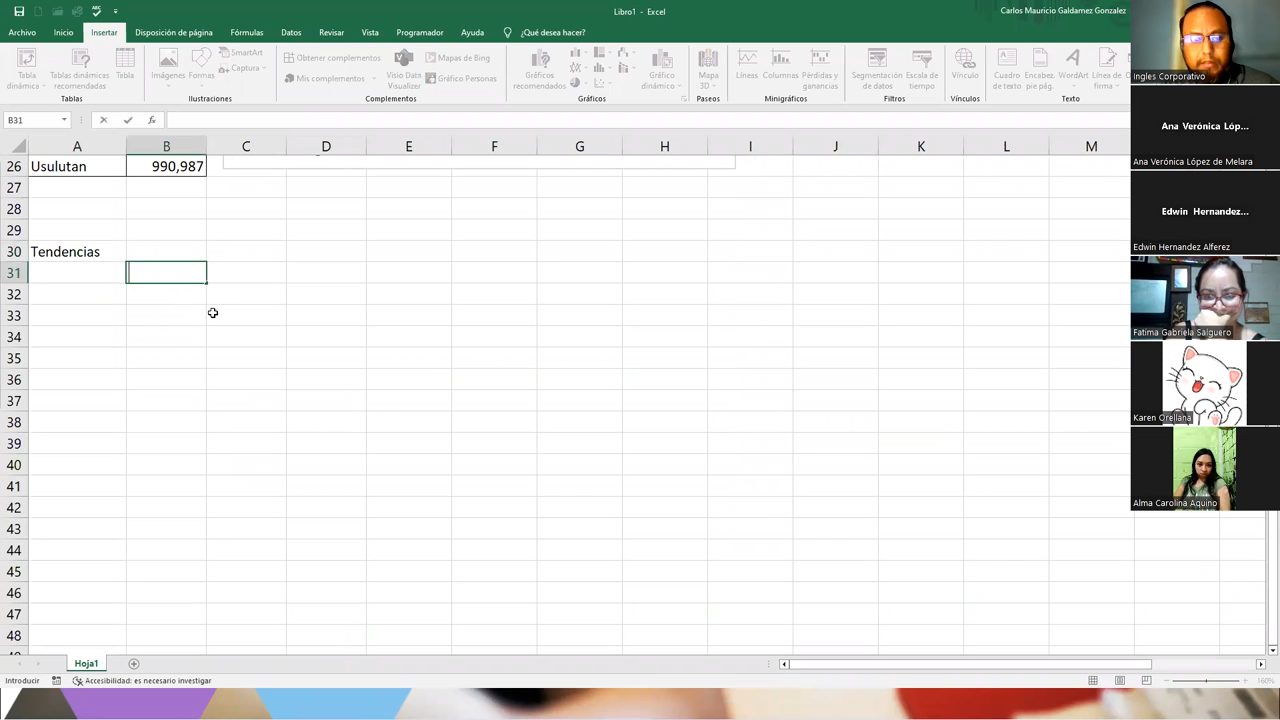 Libro1 - Excel
Carlos Mauricio Galdamez Gonzalez
Archivo
Inicio
Insertar
Disposición de página
Fórmulas
Datos
Revisar
Vista
Programador
Ayuda
¿Qué desea hacer?
Tabla dinámica
Tablas dinámicas recomendadas
Tabla
Imágenes
Formas
SmartArt
Captura
Obtener complementos
Mis complementos
Visio Data Visualizer
Mapas de Bing
Gráfico Personas
Gráficos recomendados
Gráfico dinámico
Mapa 3D
Líneas
Columnas
Pérdidas y ganancias
Segmentación de datos
Escala de tiempo
Vínculo
Cuadro de texto
Encabez. pie pág.
WordArt
Línea de firma
Tablas
Ilustraciones
Complementos
Gráficos
Paseos
Minigráficos
Filtros
Vínculos
Texto
B31
fx
A B C D E F G H I J K L M
26 Usulutan 990,987
27
28
29
30 Tendencias
31
32
33
34
35
36
37
38
39
40
41
42
43
44
45
46
47
48
Hoja1
Introducir
Accesibilidad: es necesario investigar
160%
Ingles Corporativo
Ana Verónica Lóp...
Ana Verónica López de Melara
Edwin Hernandez...
Edwin Hernandez Alferez
Fatima Gabriela Salguero
Karen Orellana
Alma Carolina Aquino